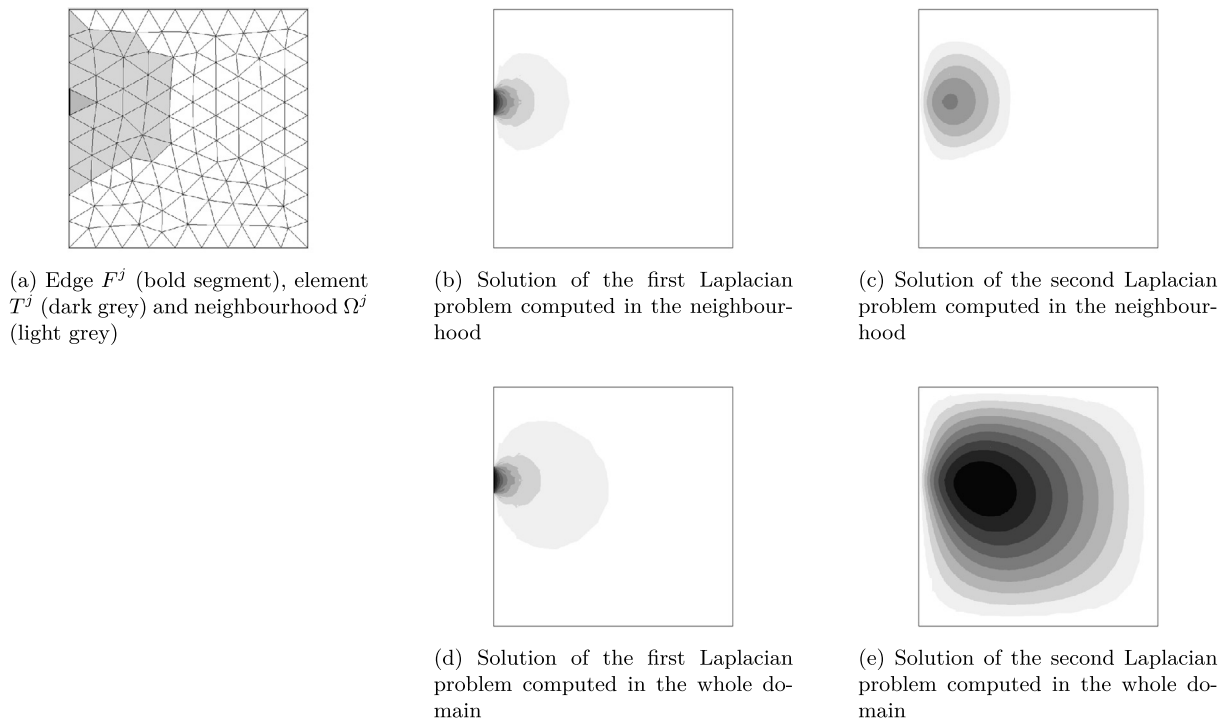 (a) Edge F^j (bold segment), element
T^j (dark grey) and neighbourhood Ω^j
(light grey)
(b) Solution of the first Laplacian
problem computed in the neighbour-
hood
(c) Solution of the second Laplacian
problem computed in the neighbour-
hood
(d) Solution of the first Laplacian
problem computed in the whole do-
main
(e) Solution of the second Laplacian
problem computed in the whole do-
main